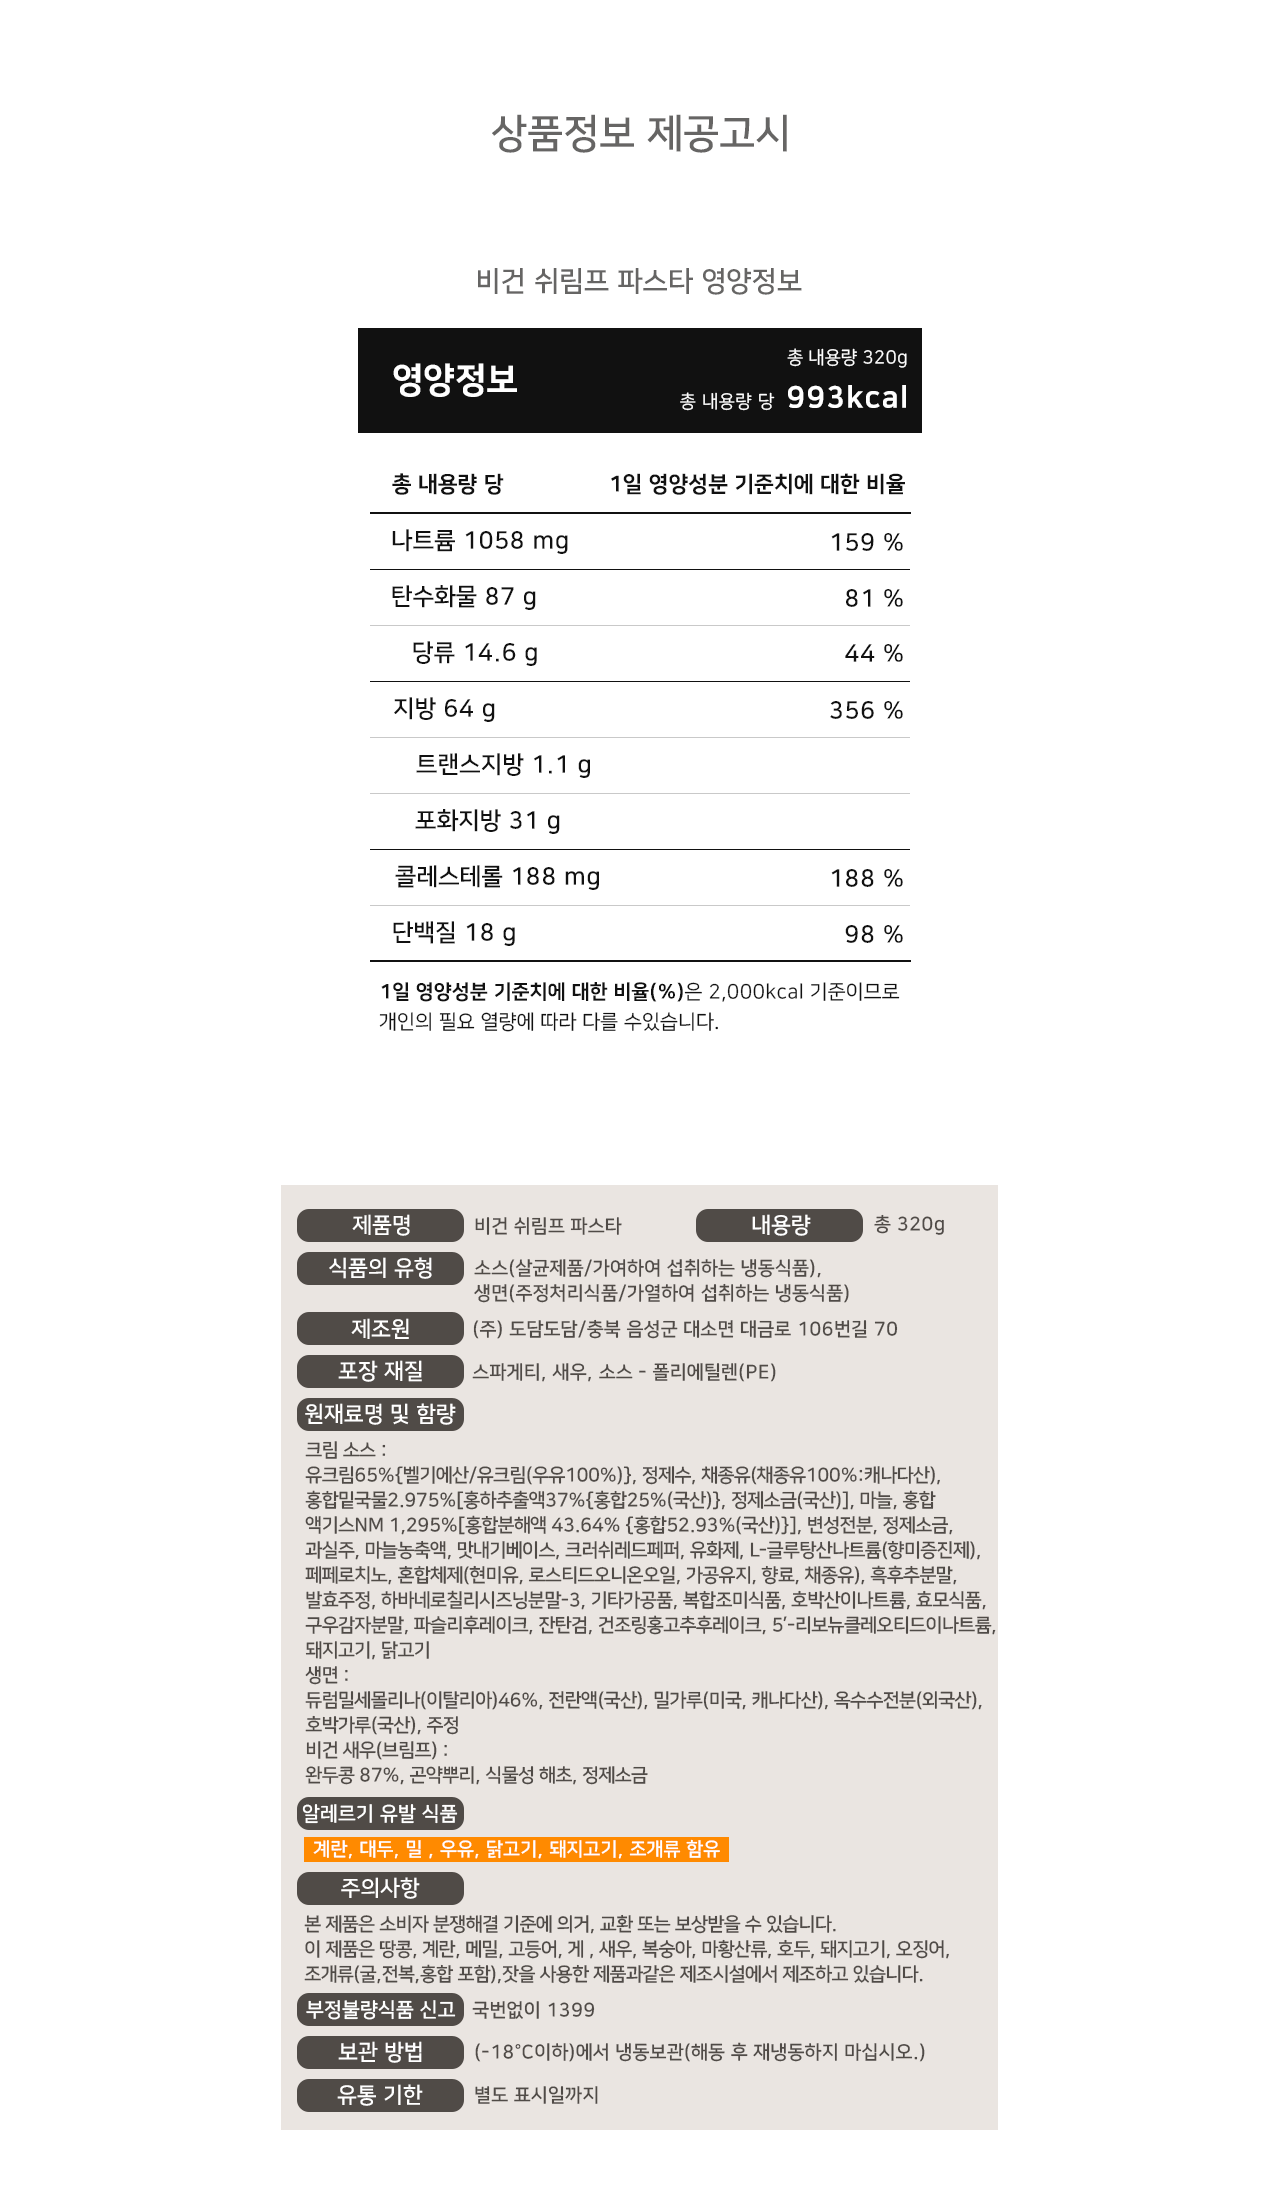 상품정보 제공고시
비건 쉬림프 파스타 영양정보
영양정보
총 내용량 320g
총 내용량 당 993kcal
총 내용량 당 1일 영양성분 기준치에 대한 비율
나트륨 1058 mg 159 %
탄수화물 87 g 81 %
당류 14.6 g 44 %
지방 64 g 356 %
트랜스지방 1.1 g
포화지방 31 g
콜레스테롤 188 mg 188 %
단백질 18 g 98 %
1일 영양성분 기준치에 대한 비율(%)은 2,000kcal 기준이므로
개인의 필요 열량에 따라 다를 수있습니다.
제품명 비건 쉬림프 파스타 내용량 총 320g
식품의 유형 소스(살균제품/가여하여 섭취하는 냉동식품),
생면(주정처리식품/가열하여 섭취하는 냉동식품)
제조원 (주) 도담도담/충북 음성군 대소면 대금로 106번길 70
포장 재질 스파게티, 새우, 소스 - 폴리에틸렌(PE)
원재료명 및 함량
크림 소스 :
유크림65%{벨기에산/유크림(우유100%)}, 정제수, 채종유(채종유100%:캐나다산),
홍합밑국물2.975%[홍하추출액37%{홍합25%(국산)}, 정제소금(국산)], 마늘, 홍합
액기스NM 1,295%[홍합분해액 43.64% {홍합52.93%(국산)}], 변성전분, 정제소금,
과실주, 마늘농축액, 맛내기베이스, 크러쉬레드페퍼, 유화제, L-글루탕산나트륨(향미증진제),
페페로치노, 혼합체제(현미유, 로스티드오니온오일, 가공유지, 향료, 채종유), 흑후추분말,
발효주정, 하바네로칠리시즈닝분말-3, 기타가공품, 복합조미식품, 호박산이나트륨, 효모식품,
구우감자분말, 파슬리후레이크, 잔탄검, 건조링홍고추후레이크, 5’-리보뉴클레오티드이나트륨,
돼지고기, 닭고기
생면 :
듀럼밀세몰리나(이탈리아)46%, 전란액(국산), 밀가루(미국, 캐나다산), 옥수수전분(외국산),
호박가루(국산), 주정
비건 새우(브림프) :
완두콩 87%, 곤약뿌리, 식물성 해초, 정제소금
알레르기 유발 식품
계란, 대두, 밀 , 우유, 닭고기, 돼지고기, 조개류 함유
주의사항
본 제품은 소비자 분쟁해결 기준에 의거, 교환 또는 보상받을 수 있습니다.
이 제품은 땅콩, 계란, 메밀, 고등어, 게 , 새우, 복숭아, 마황산류, 호두, 돼지고기, 오징어,
조개류(굴,전복,홍합 포함),잣을 사용한 제품과같은 제조시설에서 제조하고 있습니다.
부정불량식품 신고 국번없이 1399
보관 방법 (-18°C이하)에서 냉동보관(해동 후 재냉동하지 마십시오.)
유통 기한 별도 표시일까지